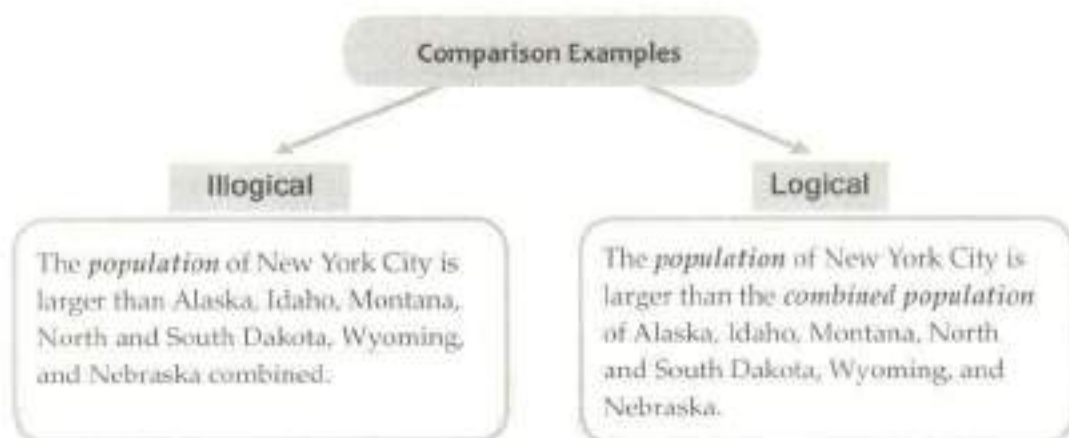 Comparison Examples
Illogical
The population of New York City is
larger than Alaska, Idaho, Montana,
North and South Dakota, Wyoming,
and Nebraska combined.
Logical
The population of New York City is
larger than the combined population
of Alaska, Idaho, Montana, North
and South Dakota, Wyoming, and
Nebraska.